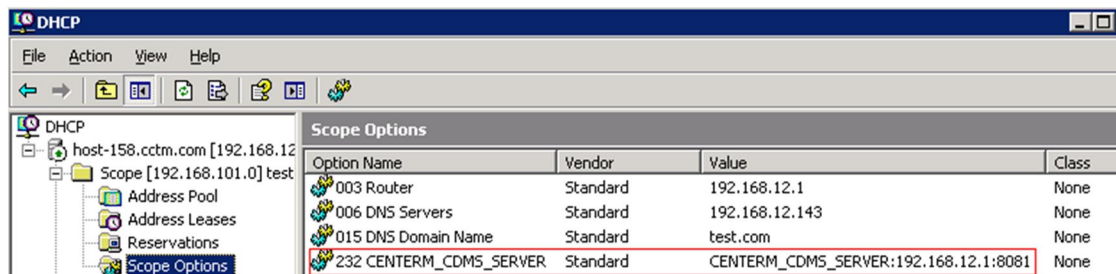 DHCP
File Action View Help
DHCP
host-158.cctm.com [192.168.12
Scope [192.168.101.0] test
Address Pool
Address Leases
Reservations
Scope Options
Scope Options
Option Name Vendor Value Class
003 Router Standard 192.168.12.1 None
006 DNS Servers Standard 192.168.12.143 None
015 DNS Domain Name Standard test.com None
232 CENTERM_CDMS_SERVER Standard CENTERM_CDMS_SERVER:192.168.12.1:8081 None